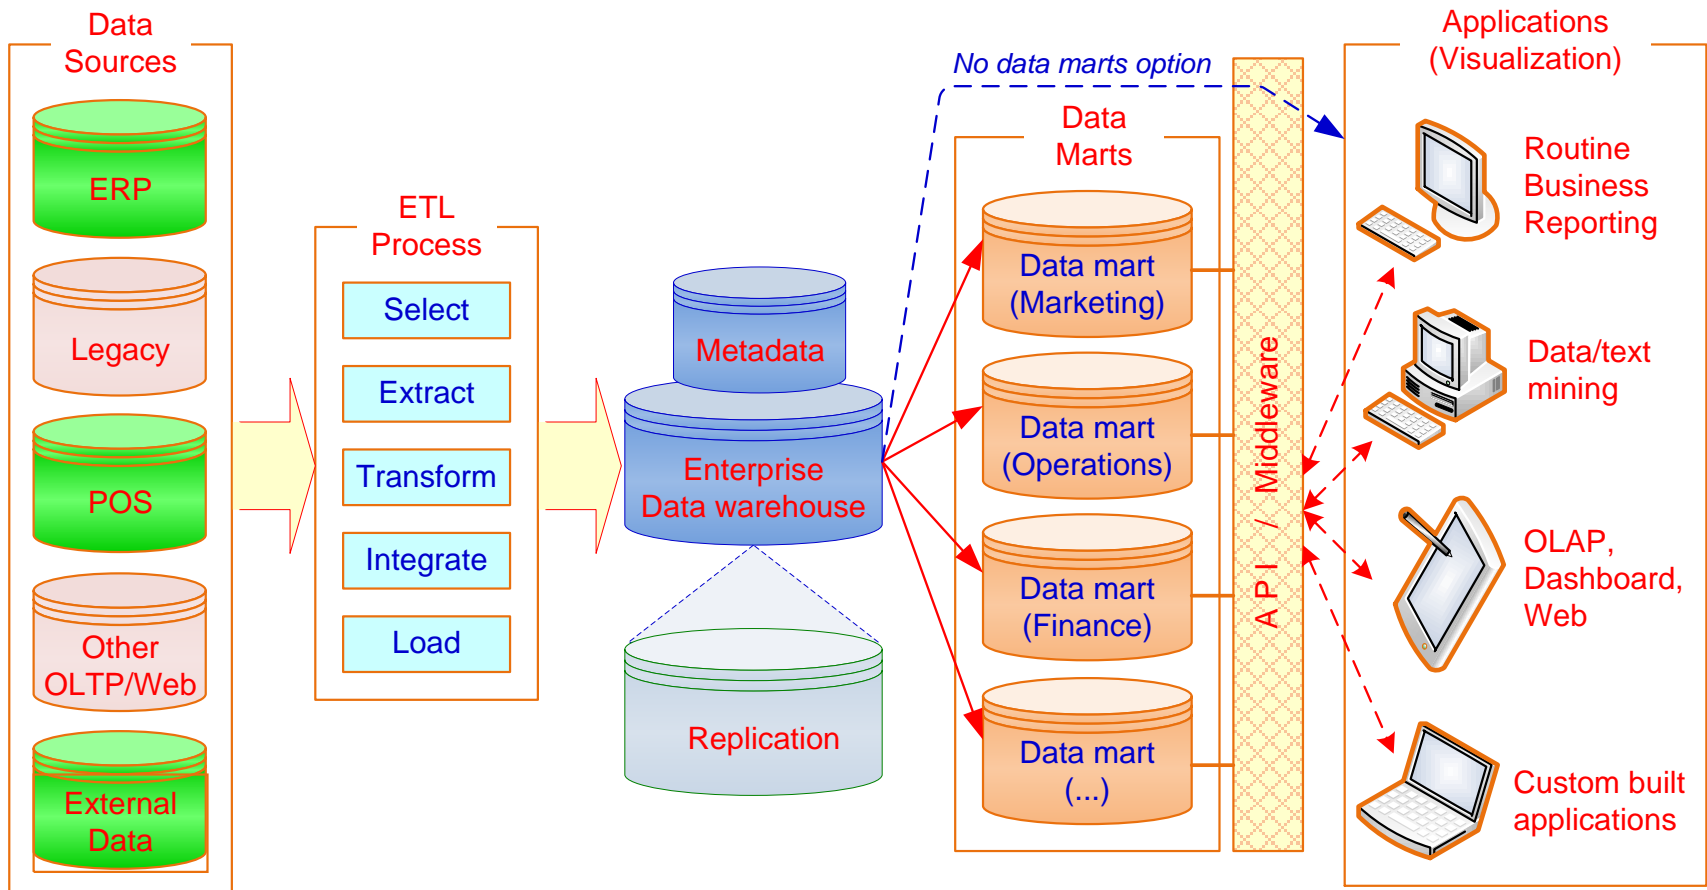 Data
Sources
ERP
Legacy
POS
Other
OLTP/Web
External
Data
ETL
Process
Select
Extract
Transform
Integrate
Load
Metadata
Enterprise
Data warehouse
Replication
No data marts option
Data
Marts
Data mart
(Marketing)
Data mart
(Operations)
Data mart
(Finance)
Data mart
(...)
API / Middleware
Applications
(Visualization)
Routine
Business
Reporting
Data/text
mining
OLAP,
Dashboard,
Web
Custom built
applications